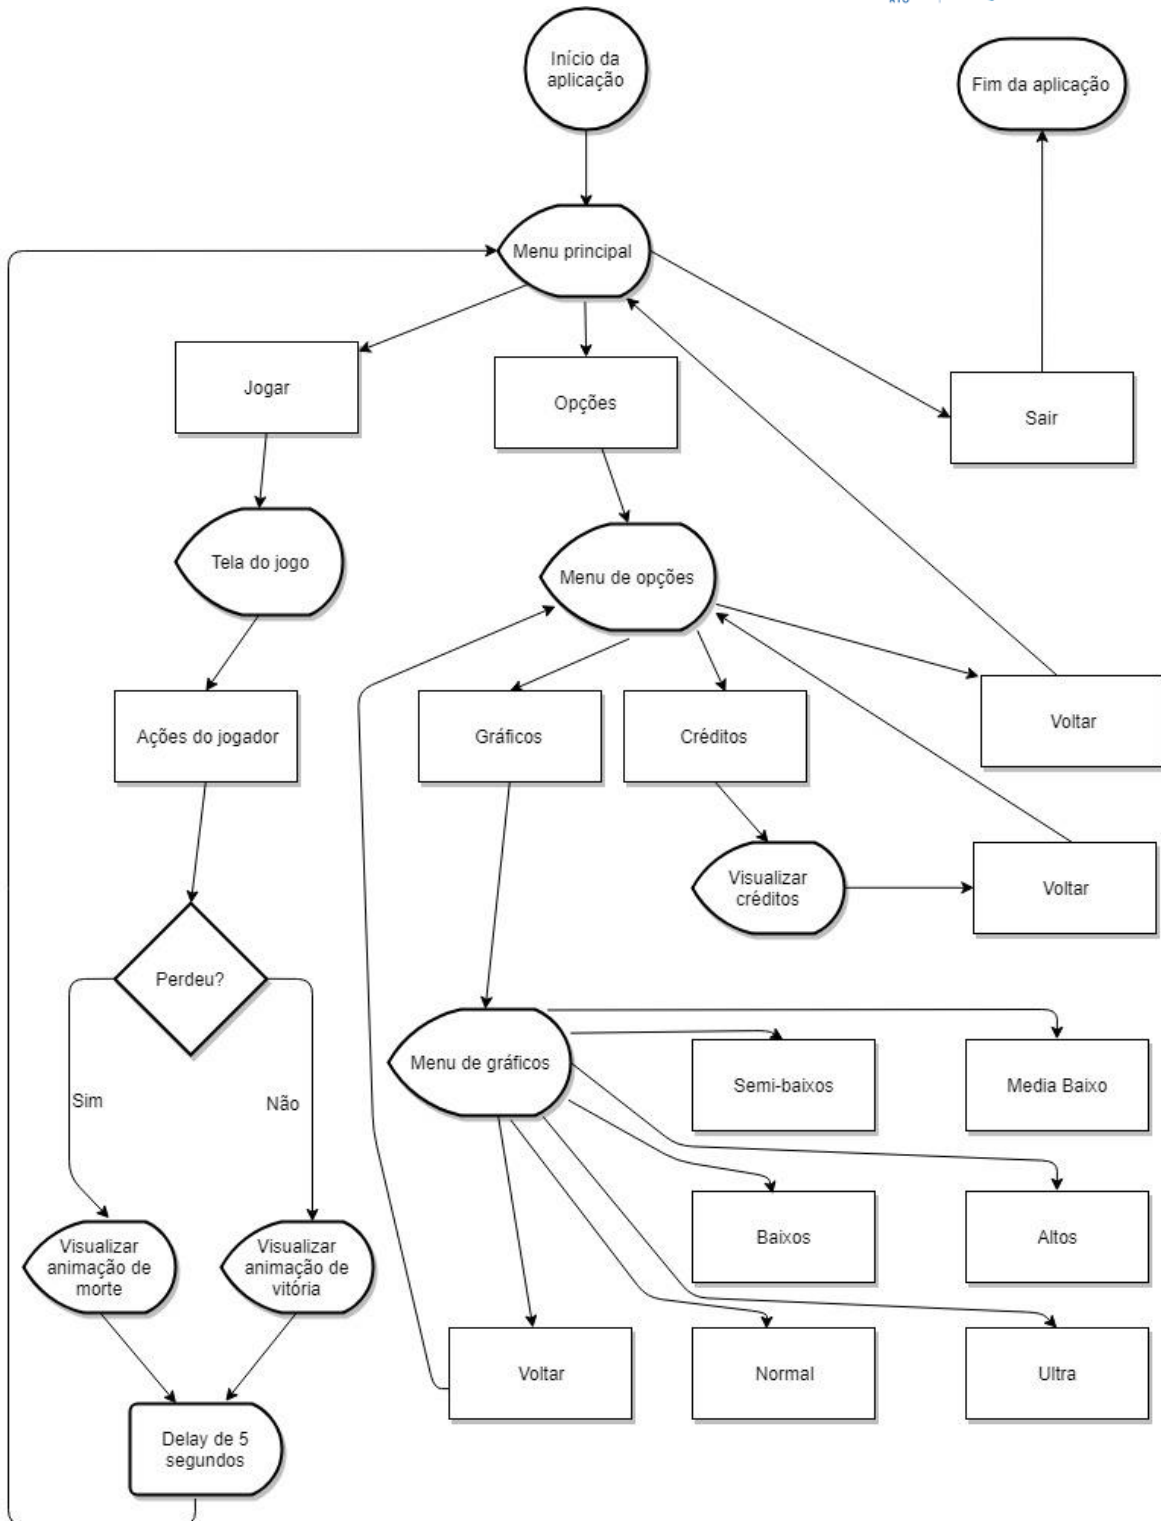 Início da
aplicação
Fim da aplicação
Menu principal
Jogar
Opções
Sair
Tela do jogo
Menu de opções
Ações do jogador
Gráficos
Créditos
Voltar
Visualizar
créditos
Voltar
Perdeu?
Sim
Não
Menu de gráficos
Semi-baixos
Media Baixo
Baixos
Altos
Visualizar
animação de
morte
Visualizar
animação de
vitória
Voltar
Normal
Ultra
Delay de 5
segundos